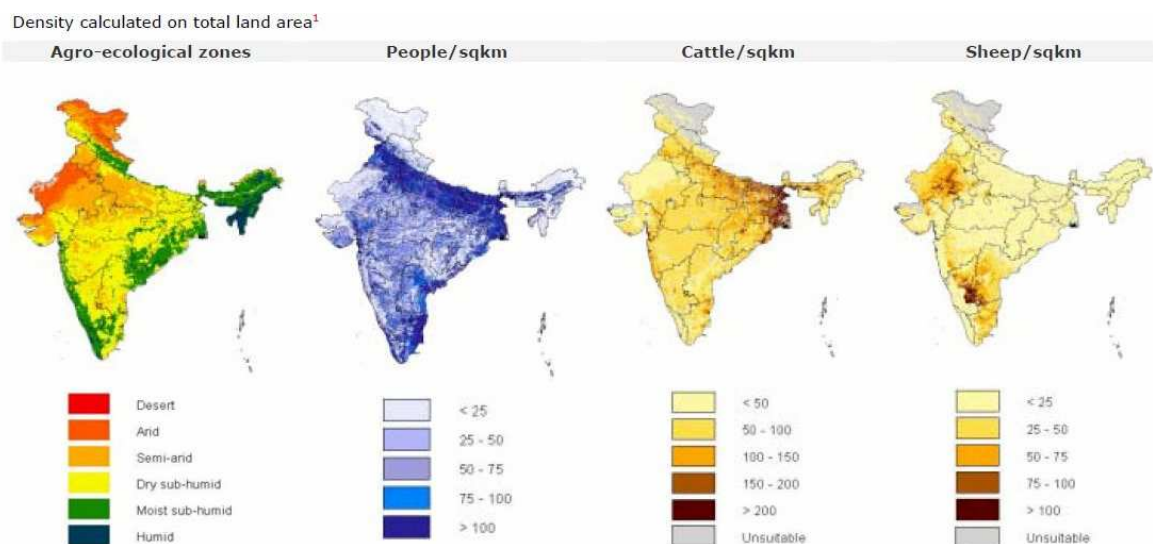 Density calculated on total land area1
Agro-ecological zones
People/sqkm
Cattle/sqkm
Sheep/sqkm
Desert
Arid
Semi-arid
Dry sub-humid
Moist sub-humid
Humid
< 25
25 - 50
50 - 75
75 - 100
> 100
< 50
50 - 100
100 - 150
150 - 200
> 200
Unsuitable
< 25
25 - 50
50 - 75
75 - 100
> 100
Unsuitable